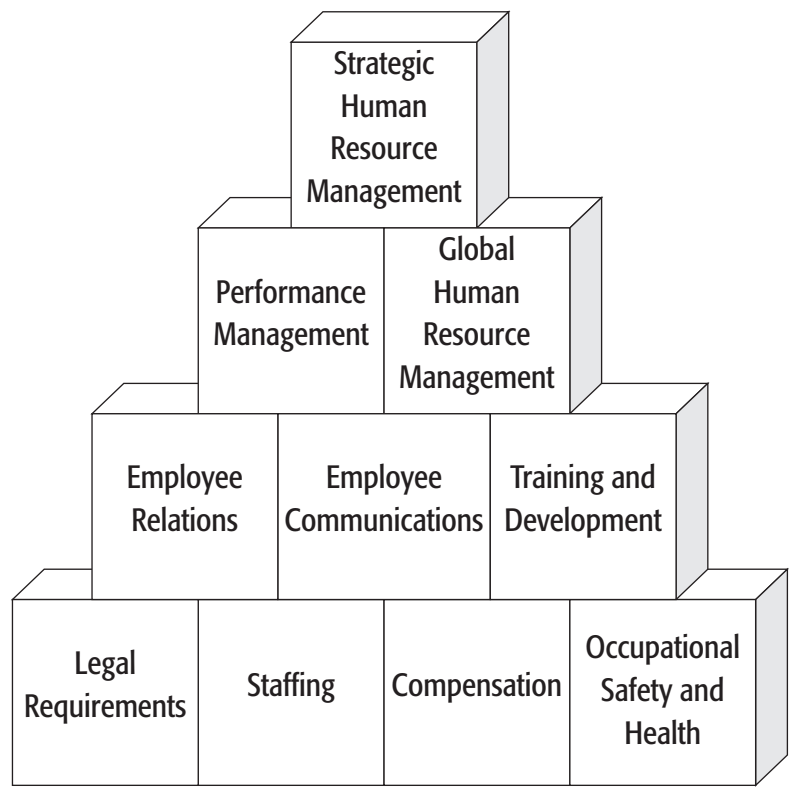 Strategic
Human
Resource
Management
Performance
Management
Global
Human
Resource
Management
Employee
Relations
Employee
Communications
Training and
Development
Legal
Requirements
Staffing
Compensation
Occupational
Safety and
Health